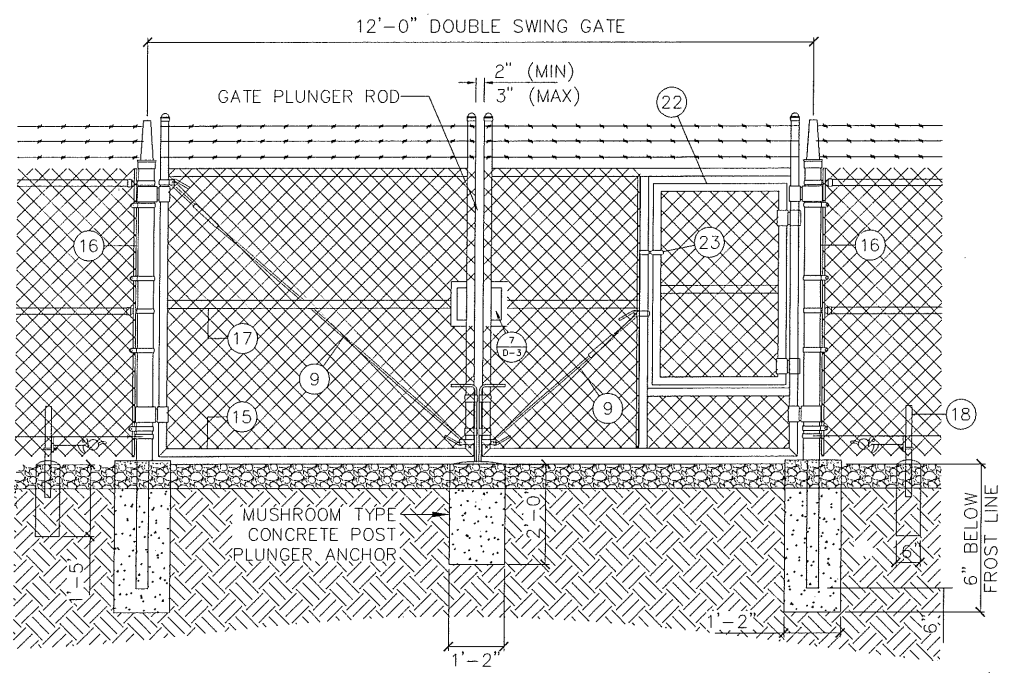 12'-0" DOUBLE SWING GATE
2" (MIN)
3" (MAX)
GATE PLUNGER ROD
22
16
23
16
17
7
D-3
9
9
15
18
MUSHROOM TYPE
CONCRETE POST
PLUNGER ANCHOR
2'-0"
1'-5"
6"
6" BELOW
FROST LINE
1'-2"
6"
1'-2"